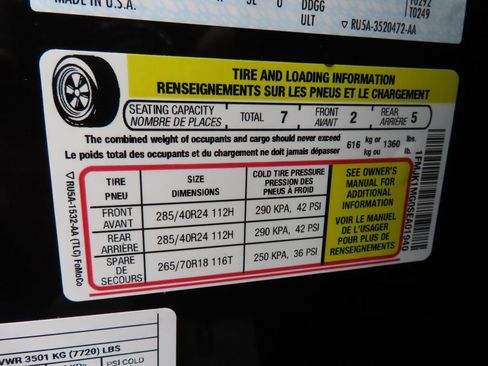 MADE IN U.S.A.
DDGG
ULT
T0249
▽ RU5A-3520472-AA
TIRE AND LOADING INFORMATION
RENSEIGNEMENTS SUR LES PNEUS ET LE CHARGEMENT
SEATING CAPACITY
NOMBRE DE PLACES
TOTAL 7
FRONT
AVANT 2
REAR
ARRIÈRE 5
The combined weight of occupants and cargo should never exceed
Le poids total des occupants et du chargement ne doit jamais dépasser
616 kg or
kg ou
1360 lbs.
lb.
▽ RU5A-1532-AA (TLC) FoMoCo
TIRE
PNEU
SIZE
DIMENSIONS
COLD TIRE PRESSURE
PRESSION DES
PNEUS À FROID
FRONT
AVANT
285/40R24 112H
290 KPA, 42 PSI
REAR
ARRIÈRE
285/40R24 112H
290 KPA, 42 PSI
SPARE
DE SECOURS
265/70R18 116T
250 KPA, 36 PSI
SEE OWNER'S
MANUAL FOR
ADDITIONAL
INFORMATION
VOIR LE MANUEL
DE L'USAGER
POUR PLUS DE
RENSEIGNEMENTS
VWR 3501 KG (7720) LBS
PSI COLD